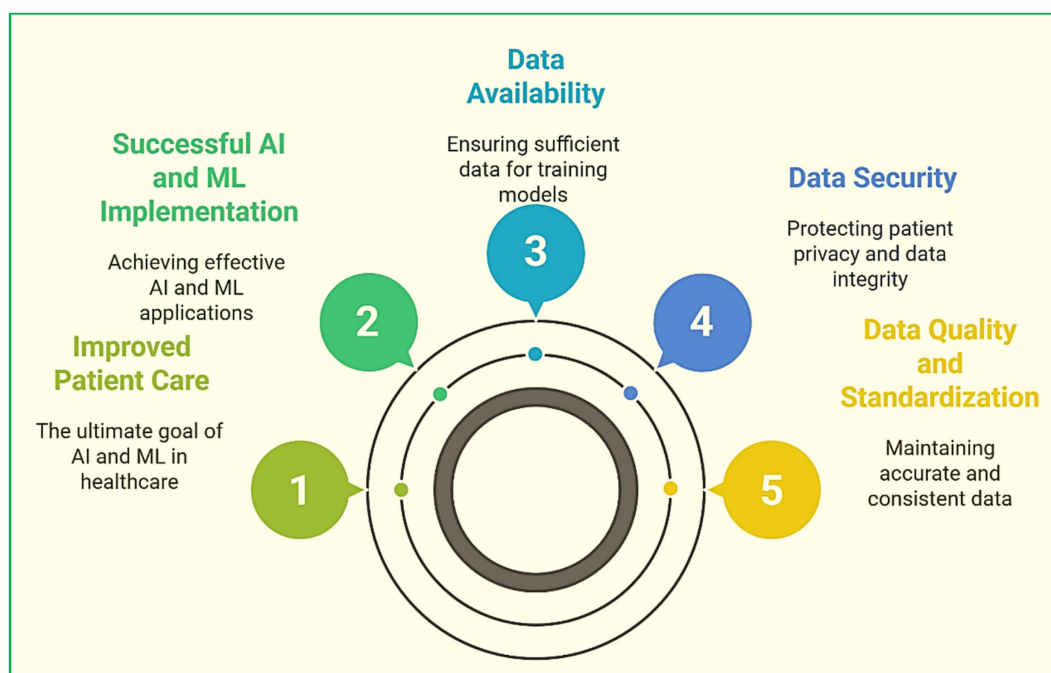 Improved
Patient Care
The ultimate goal of
AI and ML in
healthcare
1
Successful AI
and ML
Implementation
Achieving effective
AI and ML
applications
2
Data
Availability
Ensuring sufficient
data for training
models
3
Data Security
Protecting patient
privacy and data
integrity
4
Data Quality
and
Standardization
Maintaining
accurate and
consistent data
5